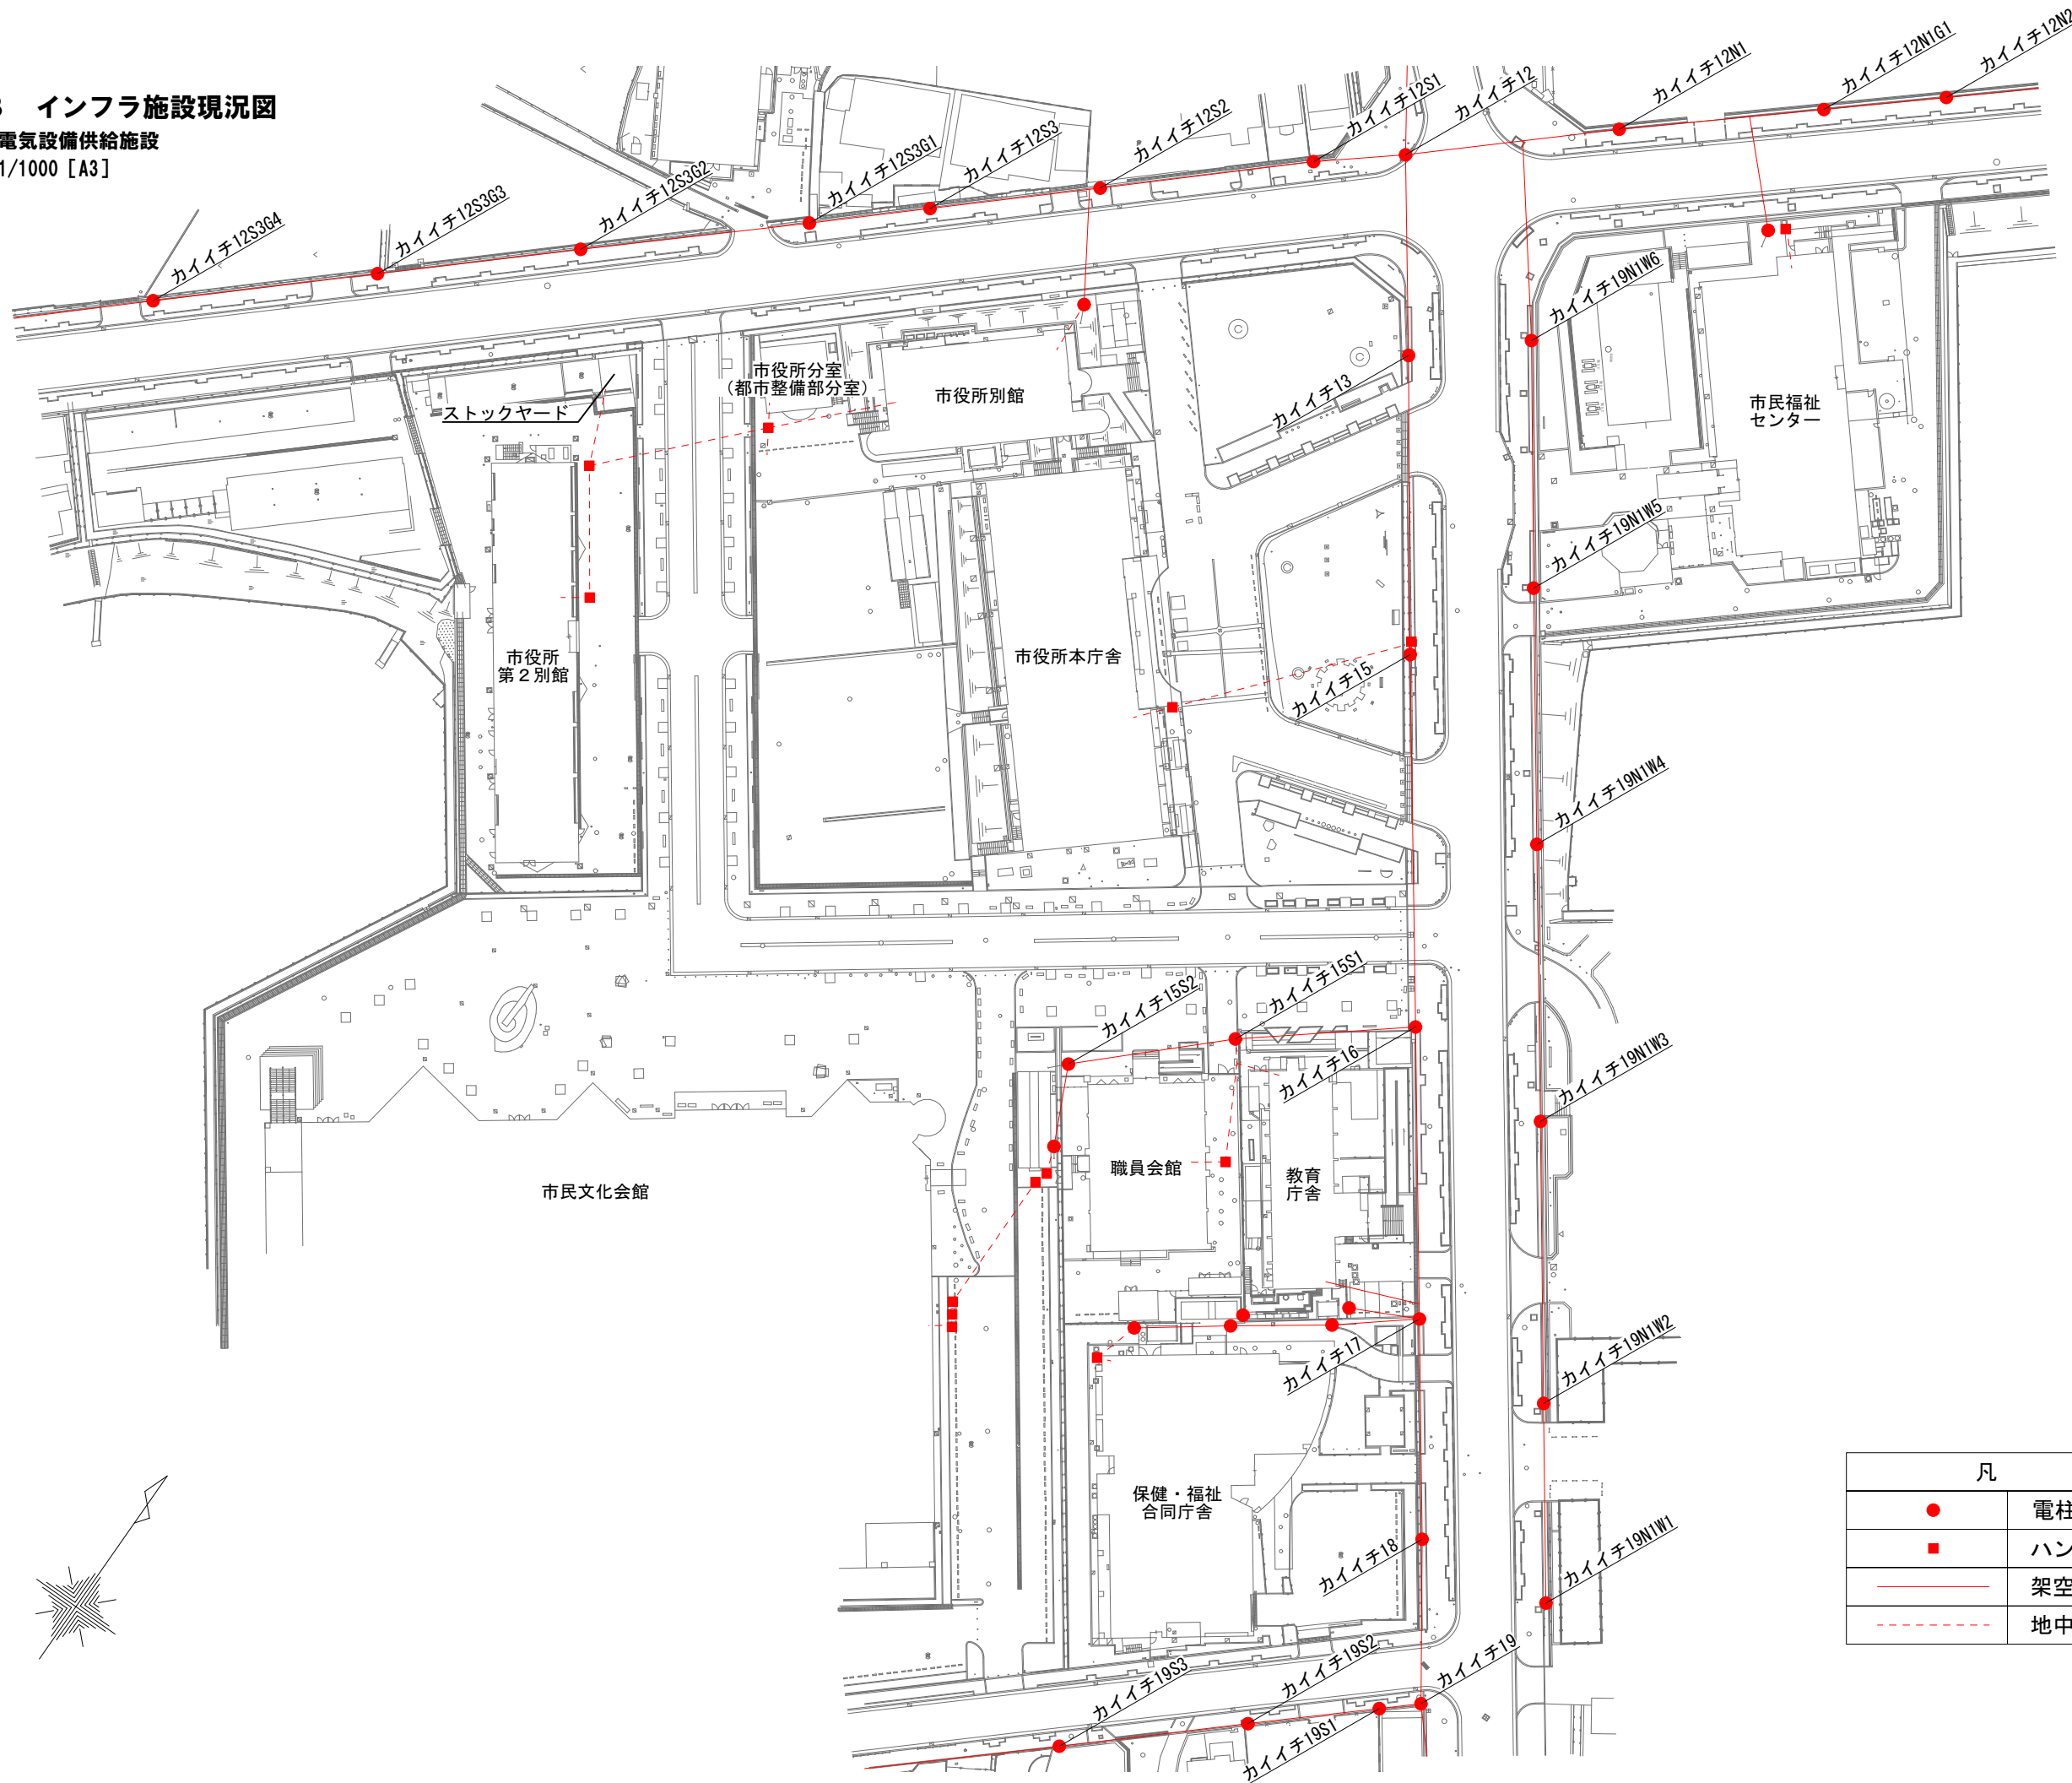 インフラ施設現況図
電気設備供給施設
1/1000 [A3]
カイイチ12N2
カイイチ12N1G1
カイイチ12N1
カイイチ12
カイイチ12S1
カイイチ12S2
カイイチ12S3
カイイチ12S3G1
カイイチ12S3G2
カイイチ12S3G3
カイイチ12S3G4
カイイチ19N1W6
市役所分室
(都市整備部分室)
市役所別館
カイイチ13
市民福祉
センター
ストックヤード
カイイチ19N1W5
市役所
第2別館
市役所本庁舎
カイイチ15
カイイチ19N1W4
カイイチ15S2
カイイチ15S1
カイイチ16
カイイチ19N1W3
職員会館
教育
庁舎
市民文化会館
カイイチ17
カイイチ19N1W2
保健・福祉
合同庁舎
カイイチ18
カイイチ19N1W1
カイイチ19S3
カイイチ19S2
カイイチ19
カイイチ19S1
凡
電柱
ハン
架空
地中